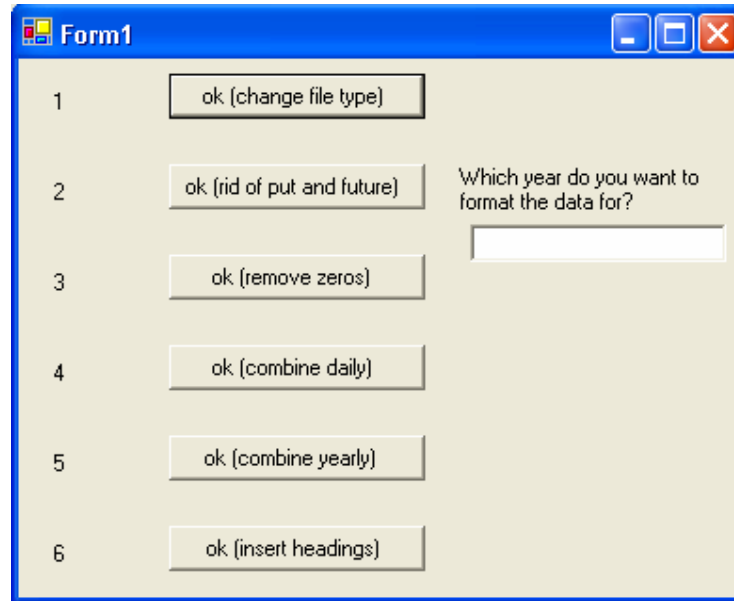 Form1
1
ok (change file type)
2
ok (rid of put and future)
Which year do you want to
format the data for?
3
ok (remove zeros)
4
ok (combine daily)
5
ok (combine yearly)
6
ok (insert headings)